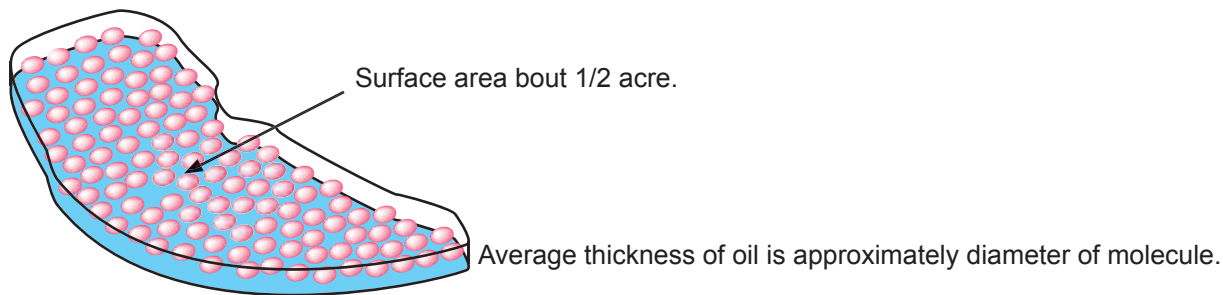 Surface area bout 1/2 acre.
Average thickness of oil is approximately diameter of molecule.